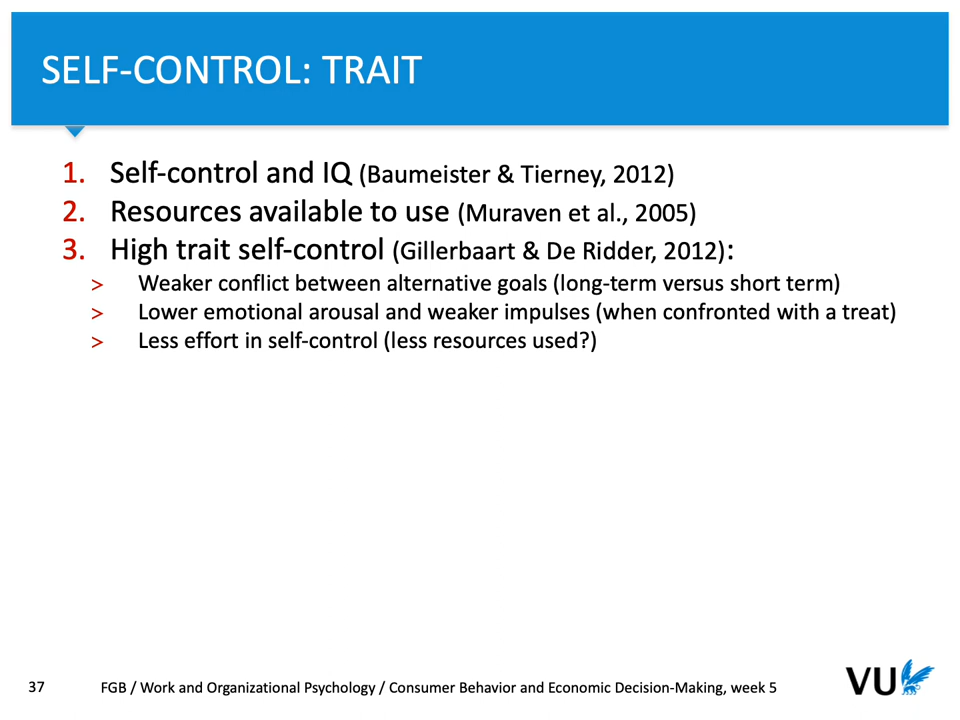 SELF-CONTROL: TRAIT
1. Self-control and IQ (Baumeister & Tierney, 2012)
2. Resources available to use (Muraven et al., 2005)
3. High trait self-control (Gillerbaart & De Ridder, 2012):
> Weaker conflict between alternative goals (long-term versus short term)
> Lower emotional arousal and weaker impulses (when confronted with a treat)
> Less effort in self-control (less resources used?)
37 FGB / Work and Organizational Psychology / Consumer Behavior and Economic Decision-Making, week 5
VU